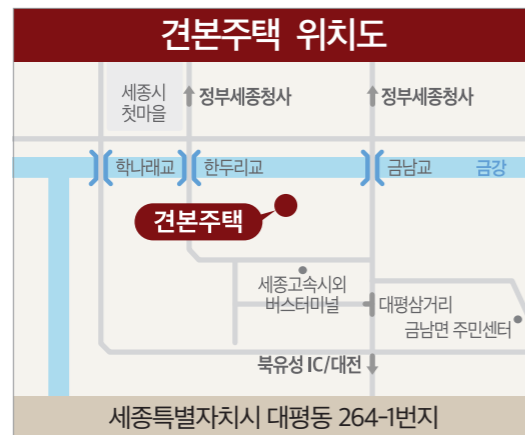 견본주택 위치도
세종시
첫마을
정부세종청사
정부세종청사
학나래교
한두리교
금남교
금강
견본주택
세종고속시외
버스터미널
대평삼거리
금남면 주민센터
북유성 IC/대전
세종특별자치시 대평동 264-1번지